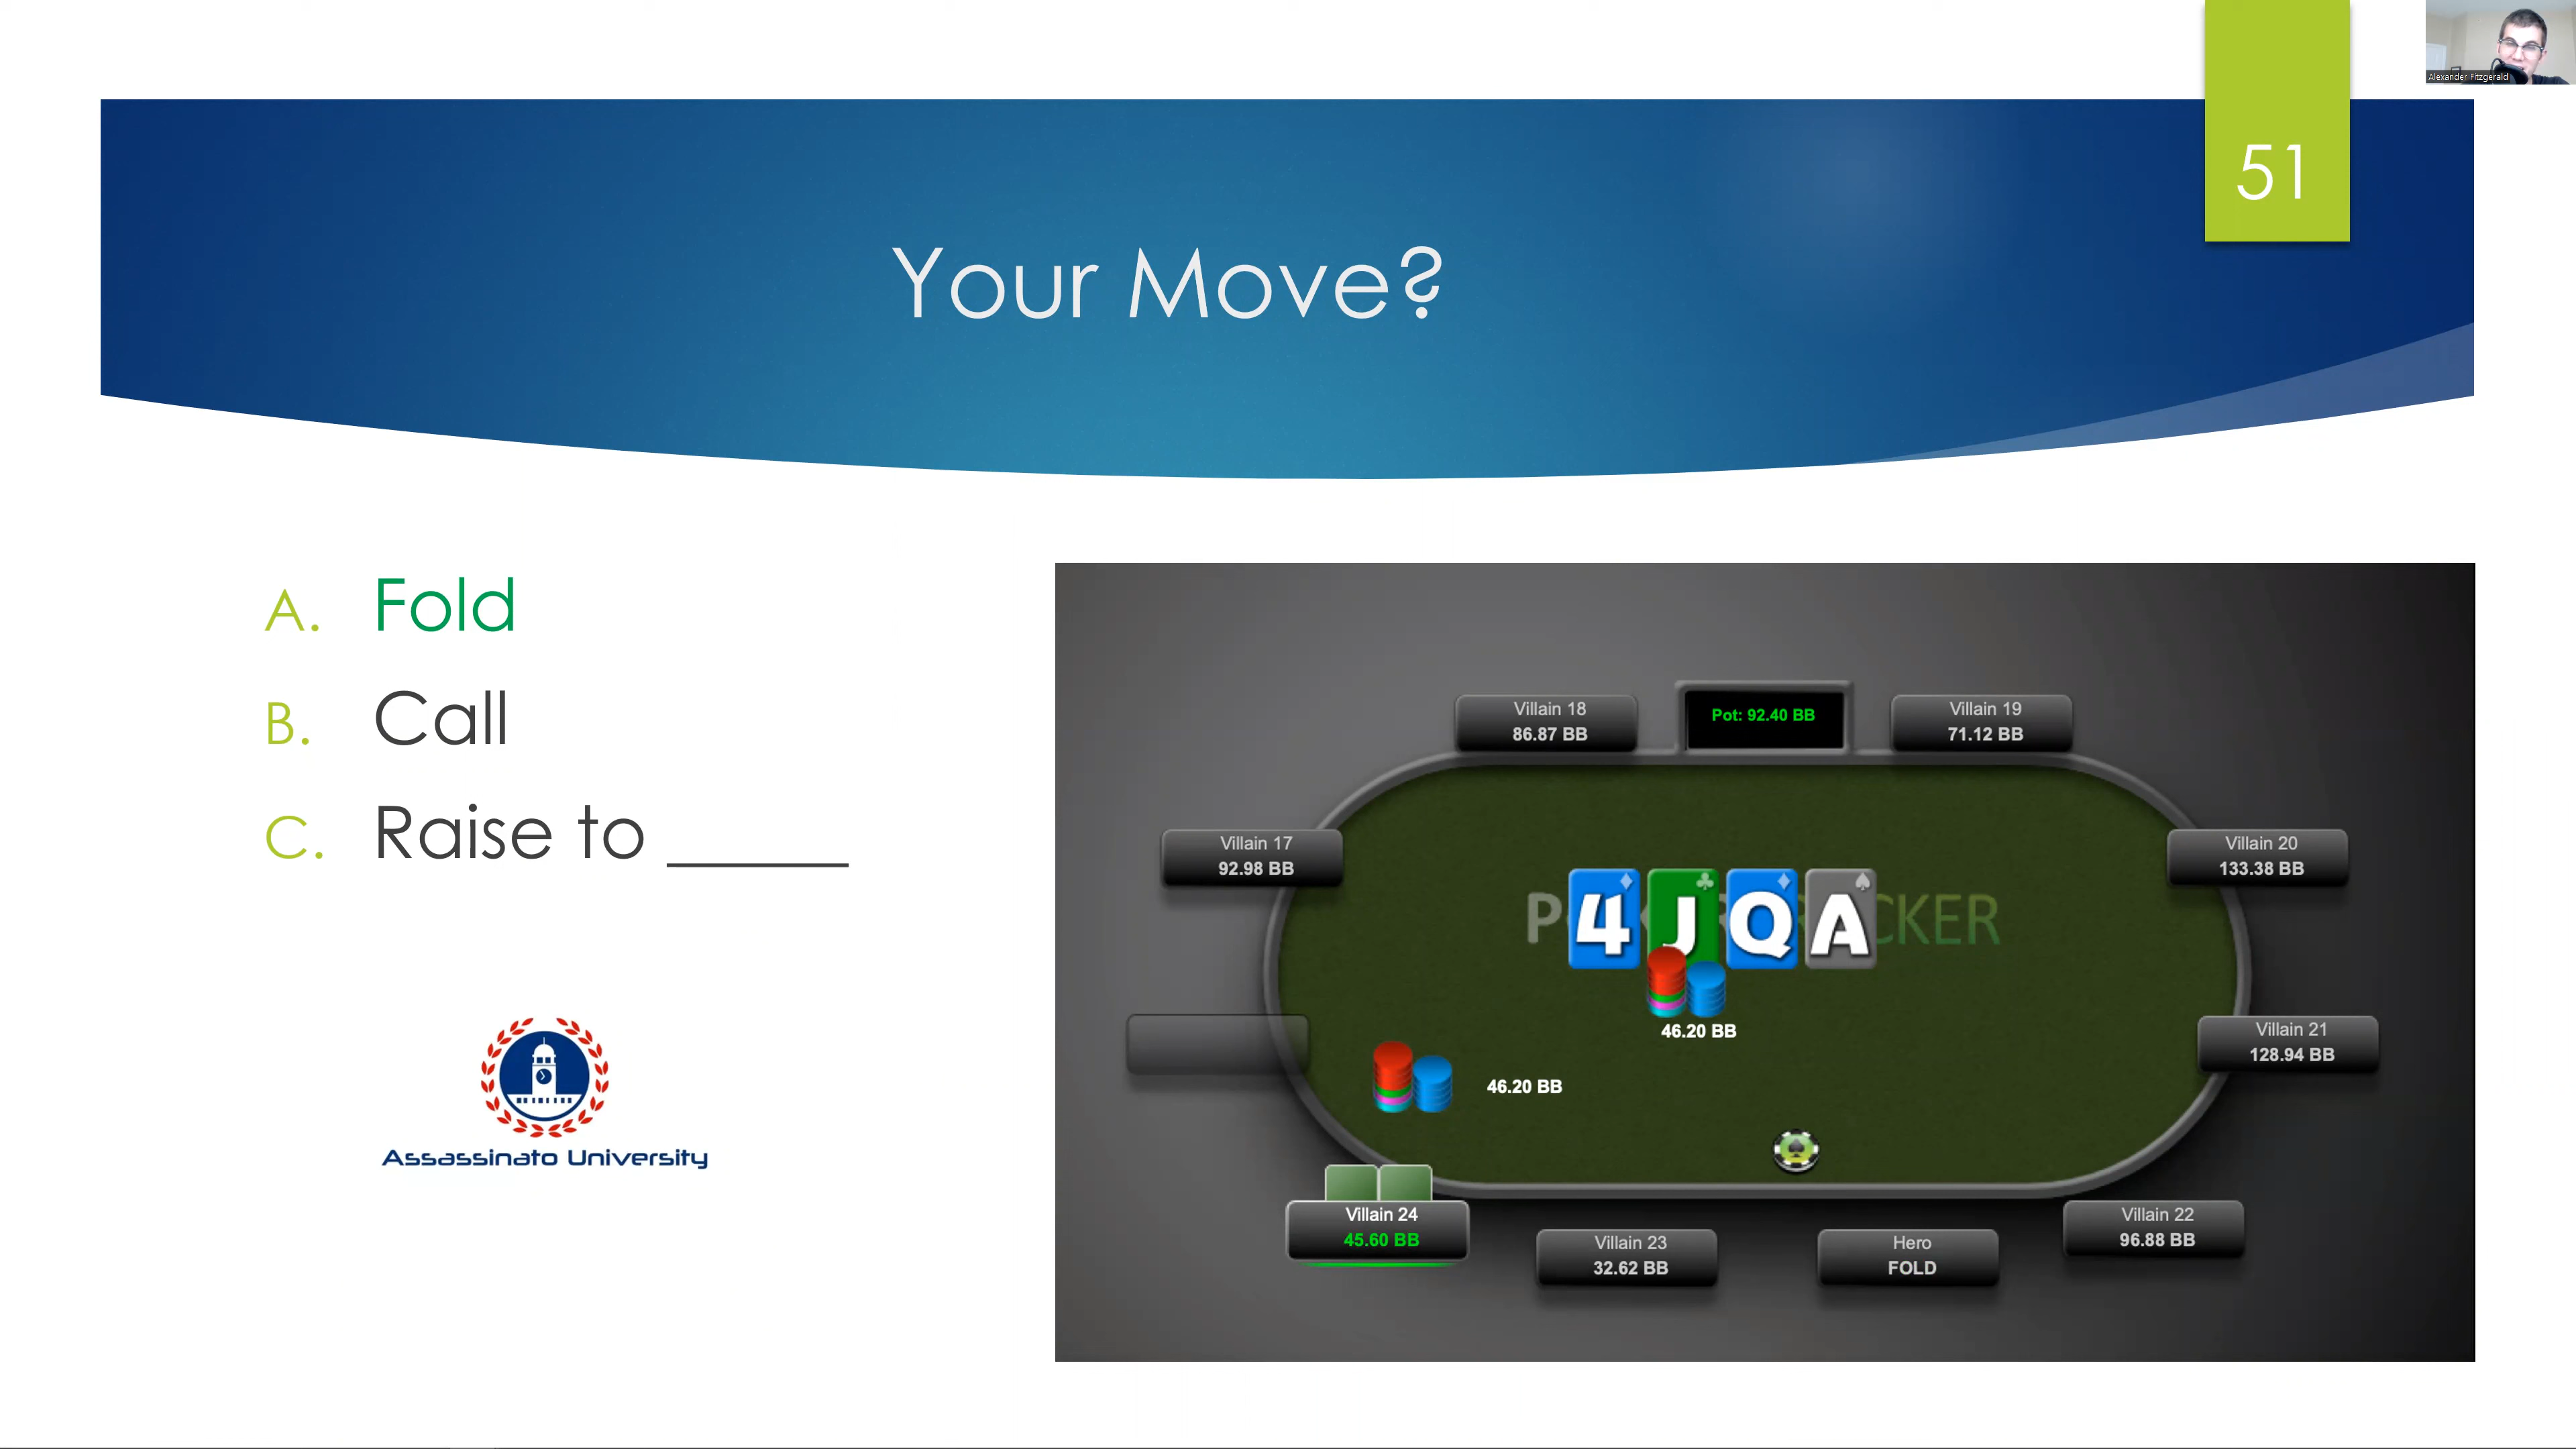 Alexander Fitzgerald
51
Your Move?
A. Fold
B. Call
C. Raise to _____
Assassinato University
Villain 18
86.87 BB
Pot: 92.40 BB
Villain 19
71.12 BB
Villain 17
92.98 BB
Villain 20
133.38 BB
4 J Q A
CKER
46.20 BB
46.20 BB
Villain 21
128.94 BB
Villain 24
45.60 BB
Villain 23
32.62 BB
Hero
FOLD
Villain 22
96.88 BB